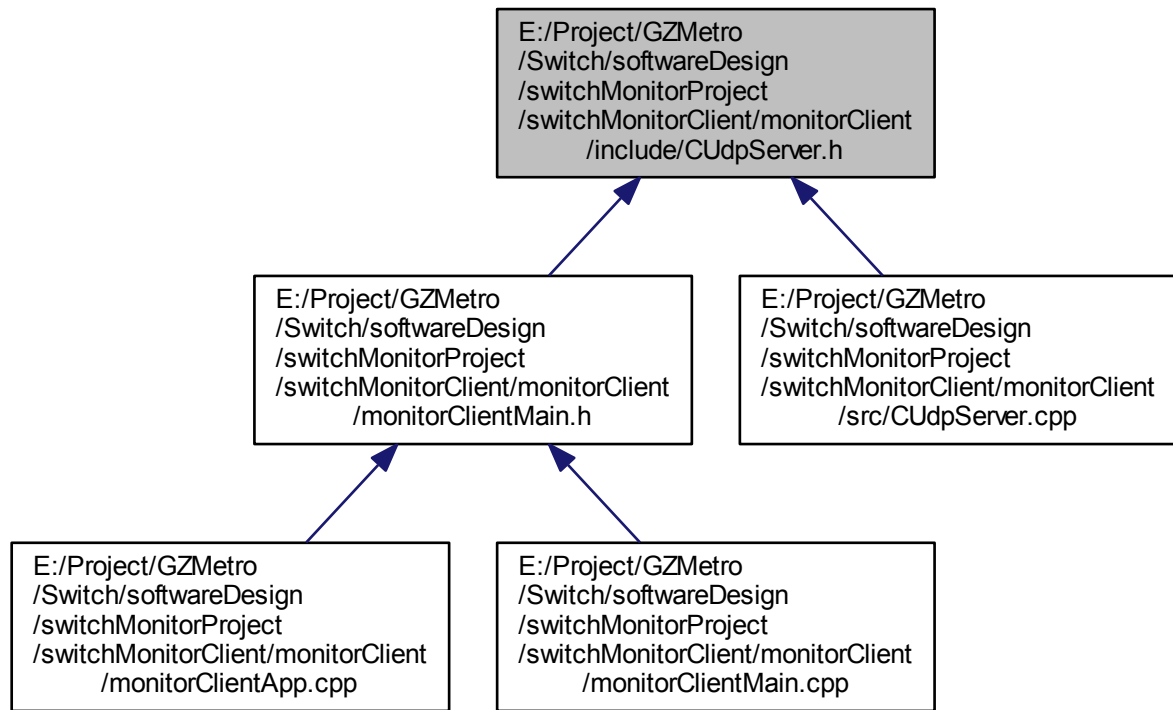 E:/Project/GZMetro
/Switch/softwareDesign
/switchMonitorProject
/switchMonitorClient/monitorClient
/include/CUdpServer.h
E:/Project/GZMetro
/Switch/softwareDesign
/switchMonitorProject
/switchMonitorClient/monitorClient
/monitorClientMain.h
E:/Project/GZMetro
/Switch/softwareDesign
/switchMonitorProject
/switchMonitorClient/monitorClient
/src/CUdpServer.cpp
E:/Project/GZMetro
/Switch/softwareDesign
/switchMonitorProject
/switchMonitorClient/monitorClient
/monitorClientApp.cpp
E:/Project/GZMetro
/Switch/softwareDesign
/switchMonitorProject
/switchMonitorClient/monitorClient
/monitorClientMain.cpp